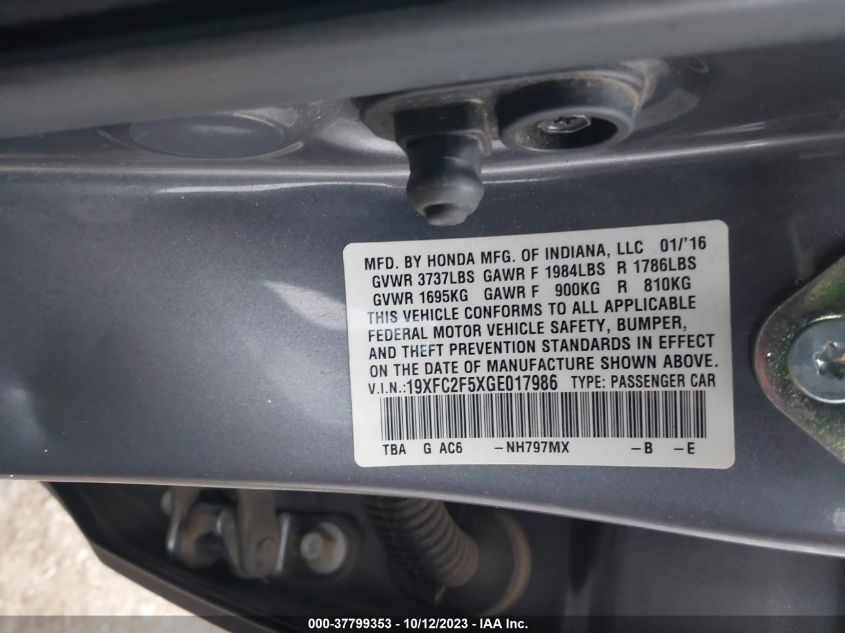 MFD. BY HONDA MFG. OF INDIANA, LLC 01/'16
GVWR 3737LBS GAWR F 1984LBS R 1786LBS
GVWR 1695KG GAWR F 900KG R 810KG
THIS VEHICLE CONFORMS TO ALL APPLICABLE
FEDERAL MOTOR VEHICLE SAFETY, BUMPER,
AND THEFT PREVENTION STANDARDS IN EFFECT
ON THE DATE OF MANUFACTURE SHOWN ABOVE.
V.I.N.:19XFC2F5XGE017986 TYPE: PASSENGER CAR
TBA G AC6 -NH797MX -B -E
000-37799353 - 10/12/2023 - IAA Inc.